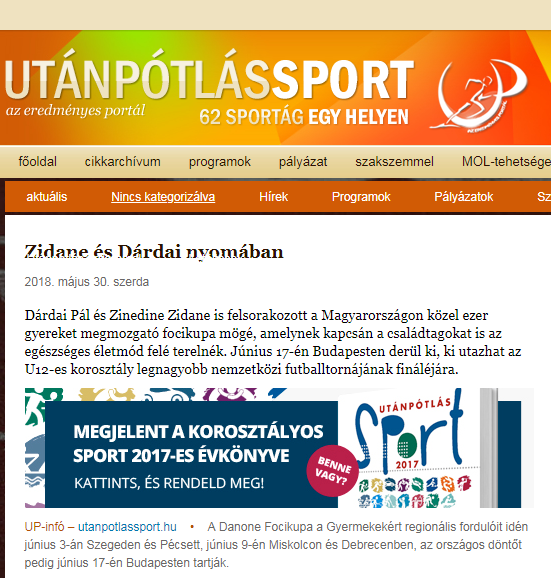 UTÁNPÓTLÁSSPORT
az eredményes portál
62 SPORTÁG EGY HELYEN
főoldal cikkarchívum programok pályázat szakszemmel MOL-tehetsége
aktuális Nincs kategorizálva Hírek Programok Pályázatok Sz
Zidane és Dárdai nyomában
2018. május 30. szerda
Dárdai Pál és Zinedine Zidane is felsorakozott a Magyarországon közel ezer
gyereket megmozgató focikupa mögé, amelynek kapcsán a családtagokat is az
egészséges életmód felé terelnék. Június 17-én Budapesten derül ki, ki utazhat az
U12-es korosztály legnagyobb nemzetközi futballtornájának fináléjára.
MEGJELENT A KOROSZTÁLYOS
SPORT 2017-ES ÉVKÖNYVE
KATTINTS, ÉS RENDELD MEG!
BENNE
VAGY?
UTÁNPÓTLÁS
Sport
2017
UP-infó – utanpotlassport.hu • A Danone Focikupa a Gyermekekért regionális fordulóit idén
június 3-án Szegeden és Pécsett, június 9-én Miskolcon és Debrecenben, az országos döntőt
pedig június 17-én Budapesten tartják.